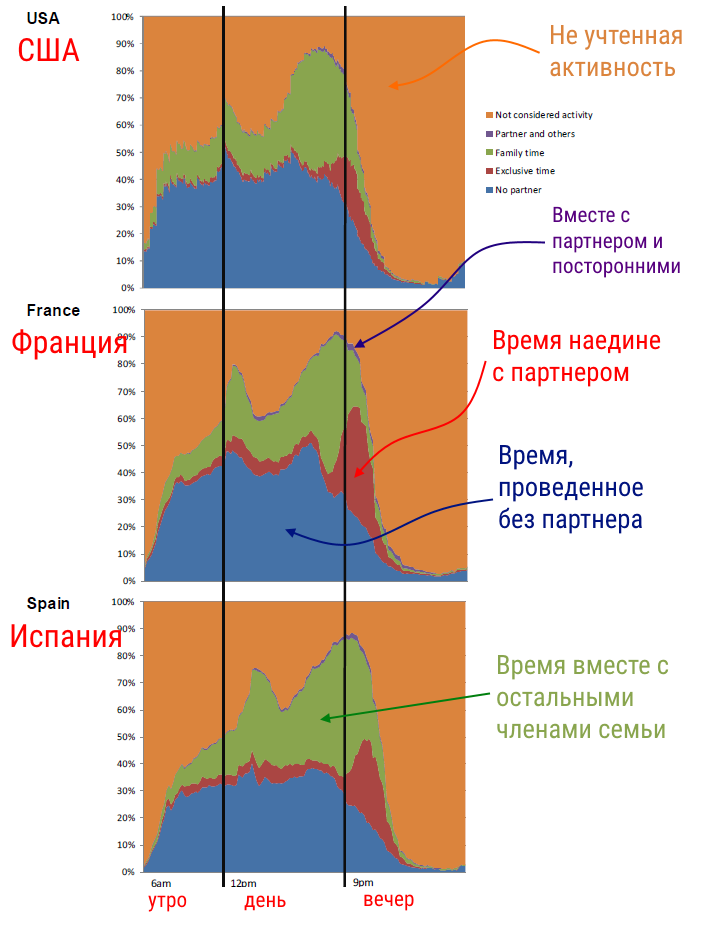 USA
США
100%
90%
80%
70%
60%
50%
40%
30%
20%
10%
0%
Не учтенная
активность
Not considered activity
Partner and others
Family time
Exclusive time
No partner
Вместе с
партнером и
посторонними
France
Франция
100%
90%
80%
70%
60%
50%
40%
30%
20%
10%
0%
Время наедине
с партнером
Время,
проведенное
без партнера
Spain
Испания
100%
90%
80%
70%
60%
50%
40%
30%
20%
10%
0%
Время вместе с
остальными
членами семьи
6am 12pm 9pm
утро день вечер